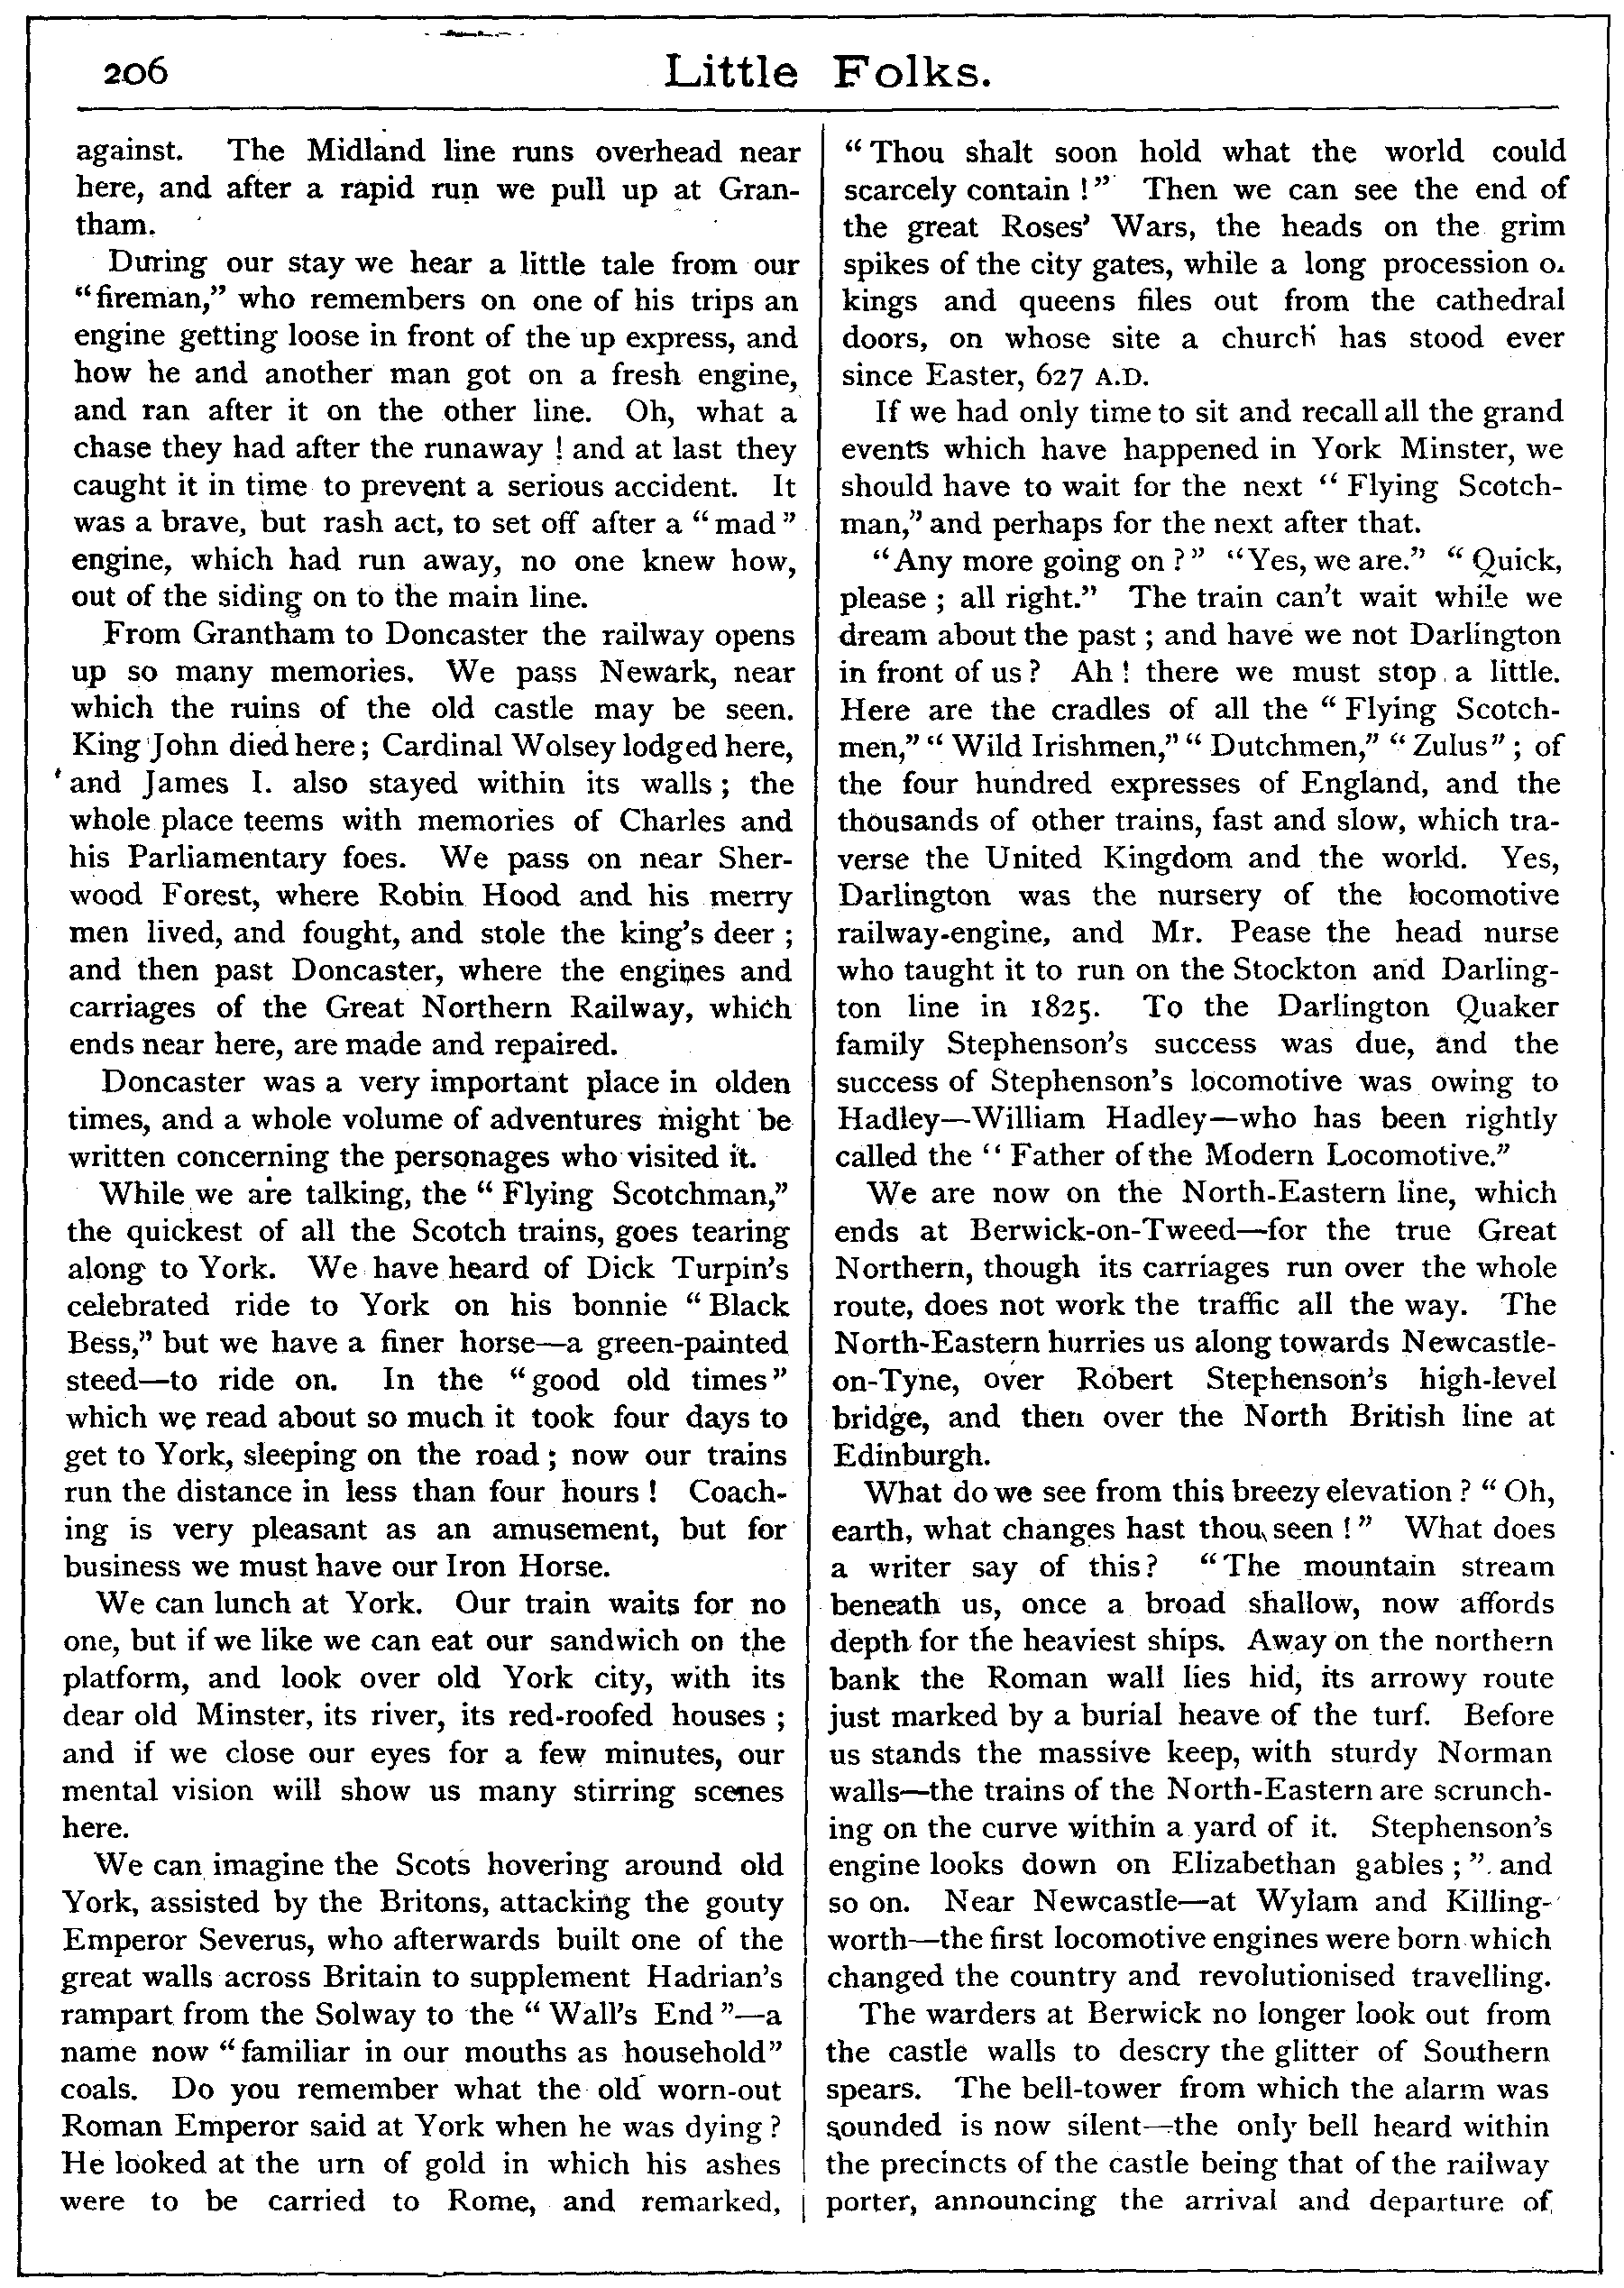 206
Little Folks.
against. The Midland line runs overhead near
here, and after a rapid run we pull up at Gran-
tham.
During our stay we hear a little tale from our
“fireman,” who remembers on one of his trips an
engine getting loose in front of the up express, and
how he and another man got on a fresh engine,
and ran after it on the other line. Oh, what a
chase they had after the runaway ! and at last they
caught it in time to prevent a serious accident. It
was a brave, but rash act, to set off after a “mad”
engine, which had run away, no one knew how,
out of the siding on to the main line.
From Grantham to Doncaster the railway opens
up so many memories. We pass Newark, near
which the ruins of the old castle may be seen.
King John died here ; Cardinal Wolsey lodged here,
and James I. also stayed within its walls ; the
whole place teems with memories of Charles and
his Parliamentary foes. We pass on near Sher-
wood Forest, where Robin Hood and his merry
men lived, and fought, and stole the king’s deer ;
and then past Doncaster, where the engines and
carriages of the Great Northern Railway, which
ends near here, are made and repaired.
Doncaster was a very important place in olden
times, and a whole volume of adventures might be
written concerning the personages who visited it.
While we are talking, the “Flying Scotchman,”
the quickest of all the Scotch trains, goes tearing
along to York. We have heard of Dick Turpin’s
celebrated ride to York on his bonnie “Black
Bess,” but we have a finer horse—a green-painted
steed—to ride on. In the “good old times”
which we read about so much it took four days to
get to York, sleeping on the road ; now our trains
run the distance in less than four hours ! Coach-
ing is very pleasant as an amusement, but for
business we must have our Iron Horse.
We can lunch at York. Our train waits for no
one, but if we like we can eat our sandwich on the
platform, and look over old York city, with its
dear old Minster, its river, its red-roofed houses ;
and if we close our eyes for a few minutes, our
mental vision will show us many stirring scenes
here.
We can imagine the Scots hovering around old
York, assisted by the Britons, attacking the gouty
Emperor Severus, who afterwards built one of the
great walls across Britain to supplement Hadrian’s
rampart from the Solway to the “Wall’s End”—a
name now “familiar in our mouths as household”
coals. Do you remember what the old worn-out
Roman Emperor said at York when he was dying ?
He looked at the urn of gold in which his ashes
were to be carried to Rome, and remarked,
“Thou shalt soon hold what the world could
scarcely contain !” Then we can see the end of
the great Roses’ Wars, the heads on the grim
spikes of the city gates, while a long procession o
kings and queens files out from the cathedral
doors, on whose site a church has stood ever
since Easter, 627 A.D.
If we had only time to sit and recall all the grand
events which have happened in York Minster, we
should have to wait for the next “Flying Scotch-
man,” and perhaps for the next after that.
“Any more going on ?” “Yes, we are.” “Quick,
please ; all right.” The train can’t wait while we
dream about the past ; and have we not Darlington
in front of us ? Ah ! there we must stop a little.
Here are the cradles of all the “Flying Scotch-
men,” “Wild Irishmen,” “Dutchmen,” “Zulus” ; of
the four hundred expresses of England, and the
thousands of other trains, fast and slow, which tra-
verse the United Kingdom and the world. Yes,
Darlington was the nursery of the locomotive
railway-engine, and Mr. Pease the head nurse
who taught it to run on the Stockton and Darling-
ton line in 1825. To the Darlington Quaker
family Stephenson’s success was due, and the
success of Stephenson’s locomotive was owing to
Hadley—William Hadley—who has been rightly
called the “Father of the Modern Locomotive.”
We are now on the North-Eastern line, which
ends at Berwick-on-Tweed—for the true Great
Northern, though its carriages run over the whole
route, does not work the traffic all the way. The
North-Eastern hurries us along towards Newcastle-
on-Tyne, over Robert Stephenson’s high-level
bridge, and then over the North British line at
Edinburgh.
What do we see from this breezy elevation ? “Oh,
earth, what changes hast thou seen !” What does
a writer say of this ? “The mountain stream
beneath us, once a broad shallow, now affords
depth for the heaviest ships. Away on the northern
bank the Roman wall lies hid, its arrowy route
just marked by a burial heave of the turf. Before
us stands the massive keep, with sturdy Norman
walls—the trains of the North-Eastern are scrunch-
ing on the curve within a yard of it. Stephenson’s
engine looks down on Elizabethan gables ;” and
so on. Near Newcastle—at Wylam and Killing-
worth—the first locomotive engines were born which
changed the country and revolutionised travelling.
The warders at Berwick no longer look out from
the castle walls to descry the glitter of Southern
spears. The bell-tower from which the alarm was
sounded is now silent—the only bell heard within
the precincts of the castle being that of the railway
porter, announcing the arrival and departure of